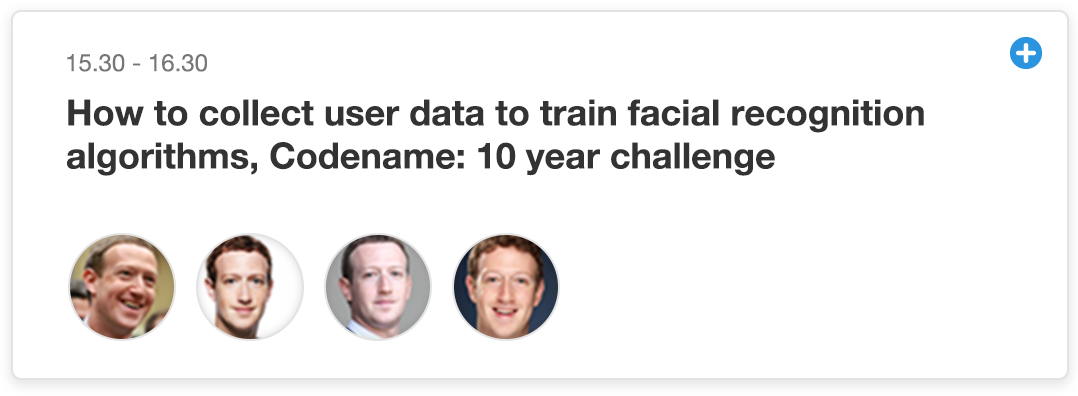 15.30 - 16.30
How to collect user data to train facial recognition
algorithms, Codename: 10 year challenge